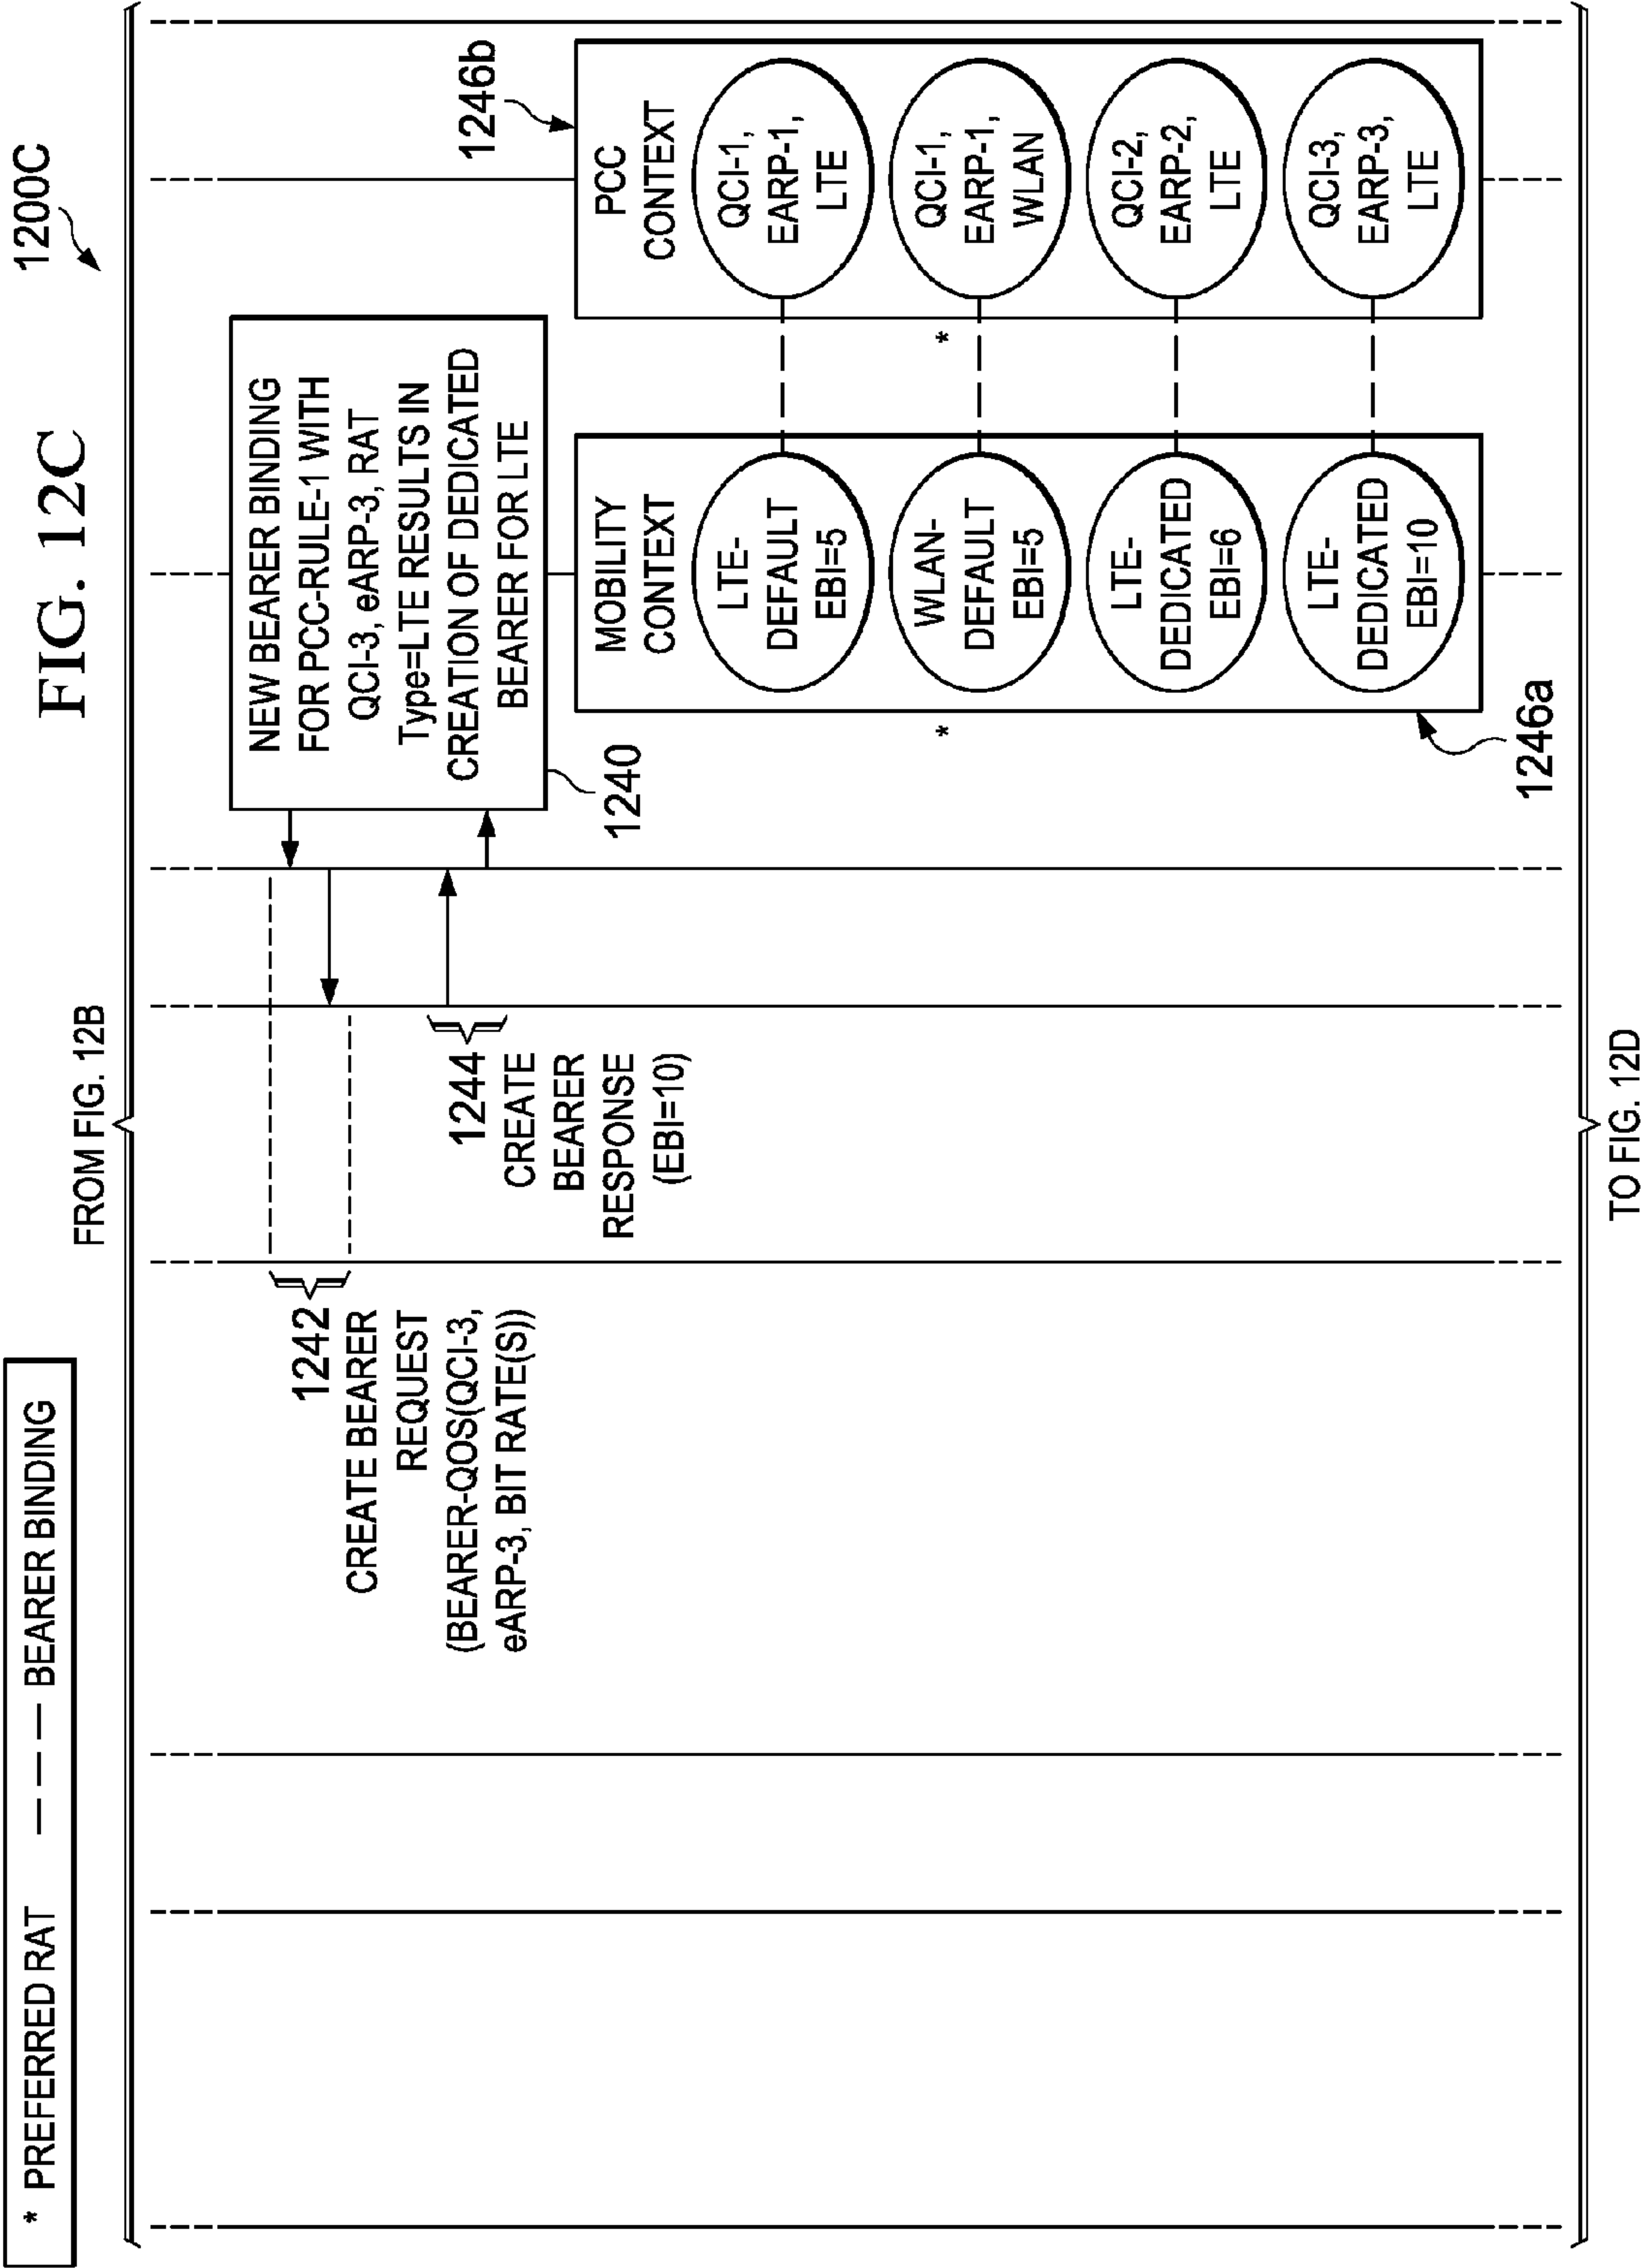 * PREFERRED RAT — — — BEARER BINDING
FIG. 12C
1200C
FROM FIG. 12B
NEW BEARER BINDING
FOR PCC-RULE-1 WITH
QCI-3, eARP-3, RAT
Type=LTE RESULTS IN
CREATION OF DEDICATED
BEARER FOR LTE
1240
1242
CREATE BEARER
REQUEST
(BEARER-QOS(QCI-3,
eARP-3, BIT RATE(S))
1244
CREATE
BEARER
RESPONSE
(EBI=10)
MOBILITY
CONTEXT
LTE-
DEFAULT
EBI=5
*
WLAN-
DEFAULT
EBI=5
LTE-
DEDICATED
EBI=6
LTE-
DEDICATED
EBI=10
1246a
1246b
PCC
CONTEXT
QCI-1,
EARP-1,
LTE
*
QCI-1,
EARP-1,
WLAN
QCI-2,
EARP-2,
LTE
QCI-3,
EARP-3,
LTE
TO FIG. 12D